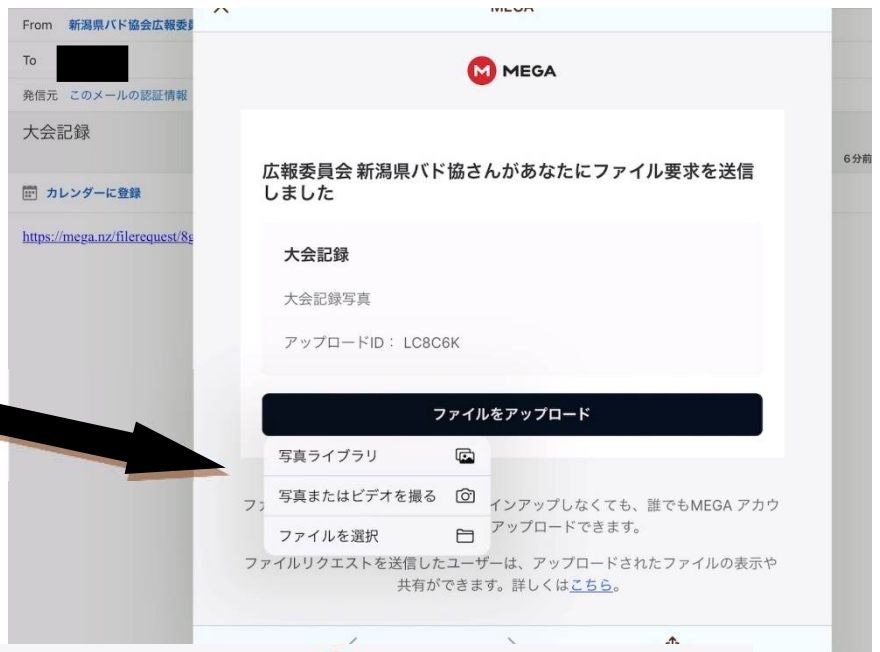 From 新潟県バド協会広報委員
To
発信元 このメールの認証情報
大会記録
6分前
カレンダーに登録
https://mega.nz/filerequest/8g
MEGA
MEGA
広報委員会 新潟県バド協さんがあなたにファイル要求を送信
しました
大会記録
大会記録写真
アップロードID： LC8C6K
ファイルをアップロード
写真ライブラリ
写真またはビデオを撮る
ファイルを選択
インアップしなくても、誰でもMEGA アカウ
アップロードできます。
ファイルリクエストを送信したユーザーは、アップロードされたファイルの表示や
共有ができます。詳しくはこちら。